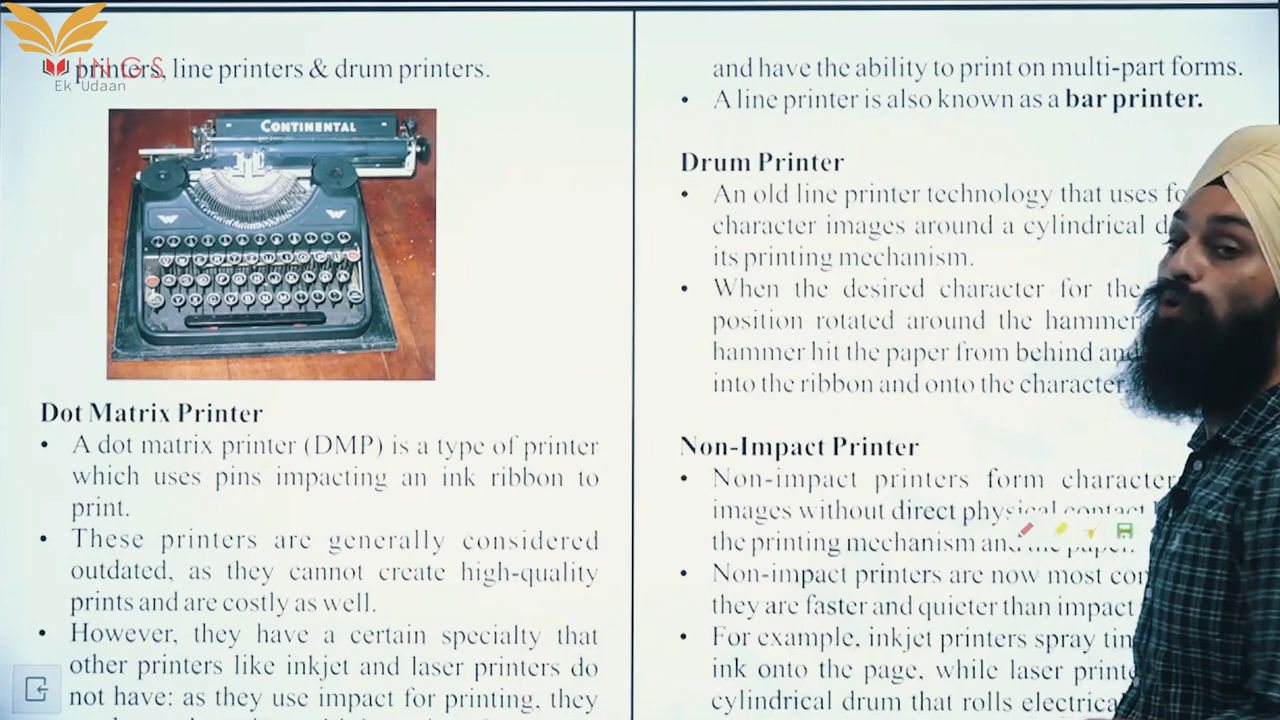 WINGS
Ek Udaan
printers, line printers & drum printers.
CONTINENTAL
Dot Matrix Printer
• A dot matrix printer (DMP) is a type of printer
which uses pins impacting an ink ribbon to
print.
• These printers are generally considered
outdated, as they cannot create high-quality
prints and are costly as well.
• However, they have a certain specialty that
other printers like inkjet and laser printers do
not have: as they use impact for printing, they
and have the ability to print on multi-part forms.
• A line printer is also known as a bar printer.
Drum Printer
• An old line printer technology that uses
character images around a cylindrical
its printing mechanism.
• When the desired character for the
position rotated around the hammer
hammer hit the paper from behind and
into the ribbon and onto the character.
Non-Impact Printer
• Non-impact printers form character
images without direct physical contact
the printing mechanism and the paper.
• Non-impact printers are now most
they are faster and quieter than impact
• For example, inkjet printers spray
ink onto the page, while laser
cylindrical drum that rolls